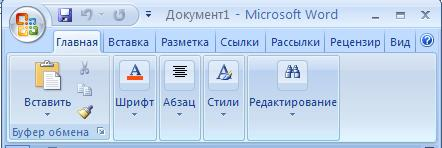 Документ1 - Microsoft Word
Главная Вставка Разметка Ссылки Рассылки Рецензир Вид
Вставить Шрифт Абзац Стили Редактирование
Буфер обмена